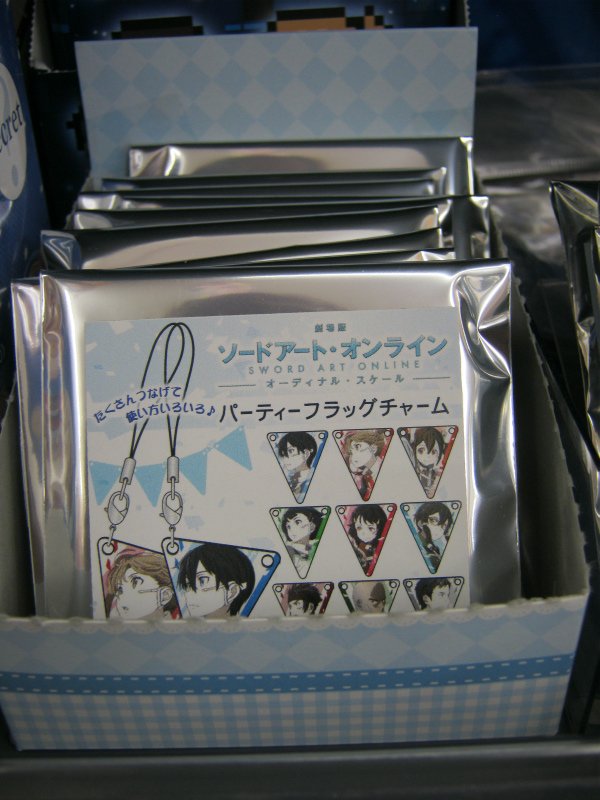 cret
劇場版
ソードアート・オンライン
SWORD ART ONLINE
オーディナル・スケール
たくさんつなげて
使い方いろいろ♪
パーティーフラッグチャーム